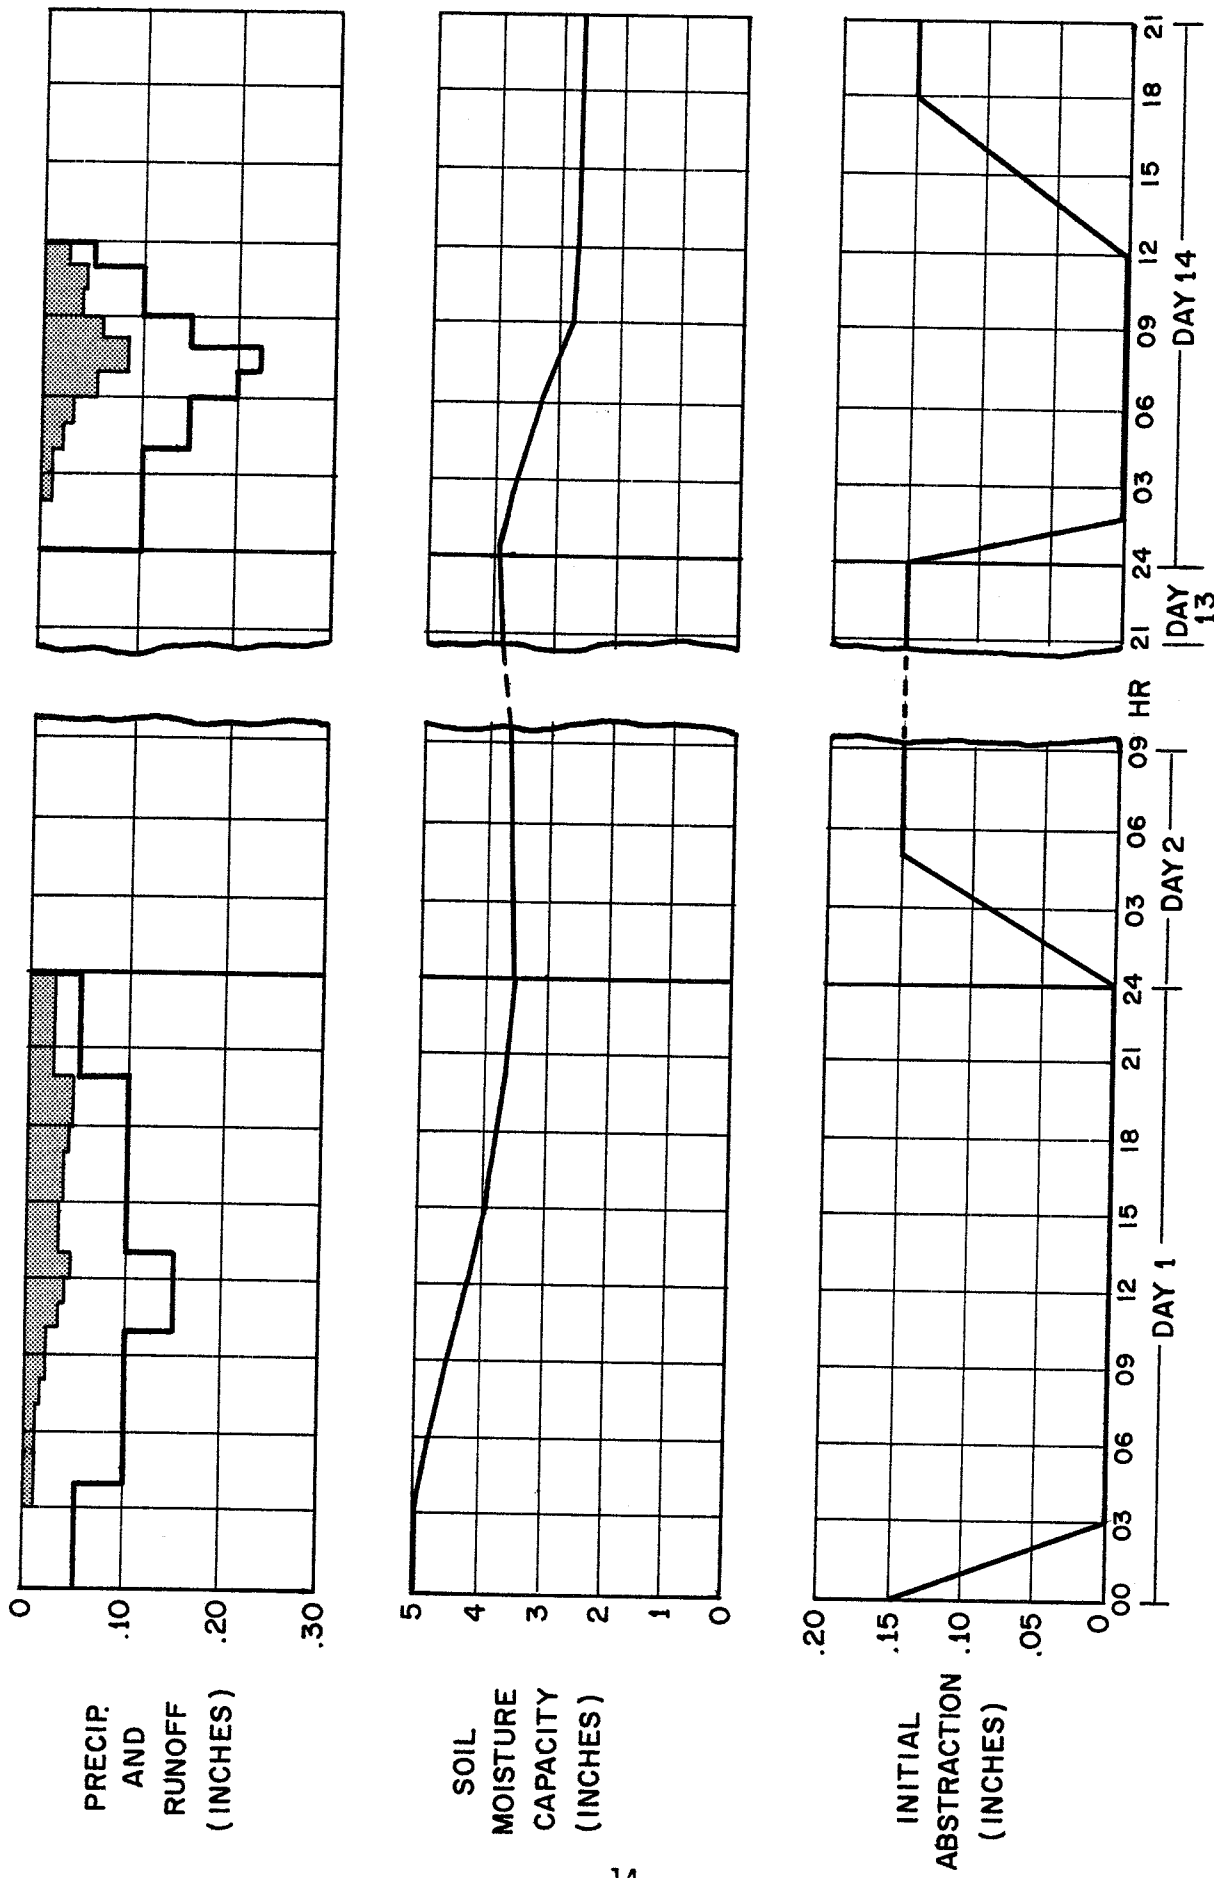 PRECIP.
AND
RUNOFF
(INCHES)
0
.10
.20
.30
SOIL
MOISTURE
CAPACITY
(INCHES)
5
4
3
2
1
0
INITIAL
ABSTRACTION
(INCHES)
.20
.15
.10
.05
0
00 03 06 09 12 15 18 21 24 03 06 09 HR 21 24 03 06 09 12 15 18 21
DAY 1 DAY 2 DAY 13 DAY 14